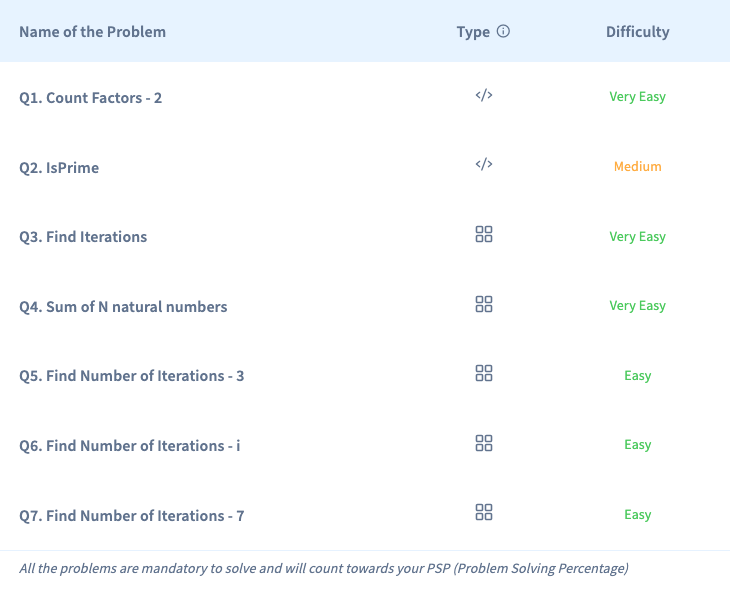 Name of the Problem Type Difficulty
Q1. Count Factors - 2 </> Very Easy
Q2. IsPrime </> Medium
Q3. Find Iterations Very Easy
Q4. Sum of N natural numbers Very Easy
Q5. Find Number of Iterations - 3 Easy
Q6. Find Number of Iterations - i Easy
Q7. Find Number of Iterations - 7 Easy
All the problems are mandatory to solve and will count towards your PSP (Problem Solving Percentage)